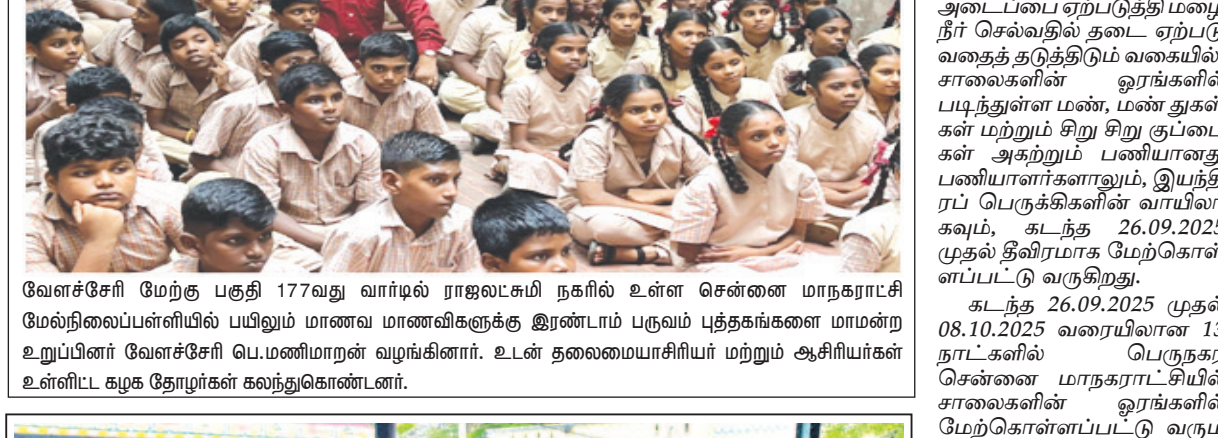 வேளச்சேரி மேற்கு பகுதி 177வது வார்டில் ராஜலட்சுமி நகரில் உள்ள சென்னை மாநகராட்சி
மேல்நிலைப்பள்ளியில் பயிலும் மாணவ மாணவிகளுக்கு இரண்டாம் பருவம் புத்தகங்களை மாமன்ற
உறுப்பினர் வேளச்சேரி பெ.மணிமாறன் வழங்கினார். உடன் தலைமையாசிரியர் மற்றும் ஆசிரியர்கள்
உள்ளிட்ட கழக தோழர்கள் கலந்துகொண்டனர்.
அடைப்பை ஏற்படுத்தி மழை
நீர் செல்வதில் தடை ஏற்படு
வதைத் தடுத்திடும் வகையில்
சாலைகளின் ஓரங்களில்
படிந்துள்ள மண், மண் துகள்
கள் மற்றும் சிறு சிறு குப்பை
கள் அகற்றும் பணியானது
பணியாளர்களாலும், இயந்தி
ரப் பெருக்கிகளின் வாயிலா
கவும், கடந்த 26.09.2025
முதல் தீவிரமாக மேற்கொள்
ளப்பட்டு வருகிறது.
கடந்த 26.09.2025 முதல்
08.10.2025 வரையிலான 13
நாட்களில் பெருநகர
சென்னை மாநகராட்சியில்
சாலைகளின் ஓரங்களில்
மேற்கொள்ளப்பட்டு வரும்